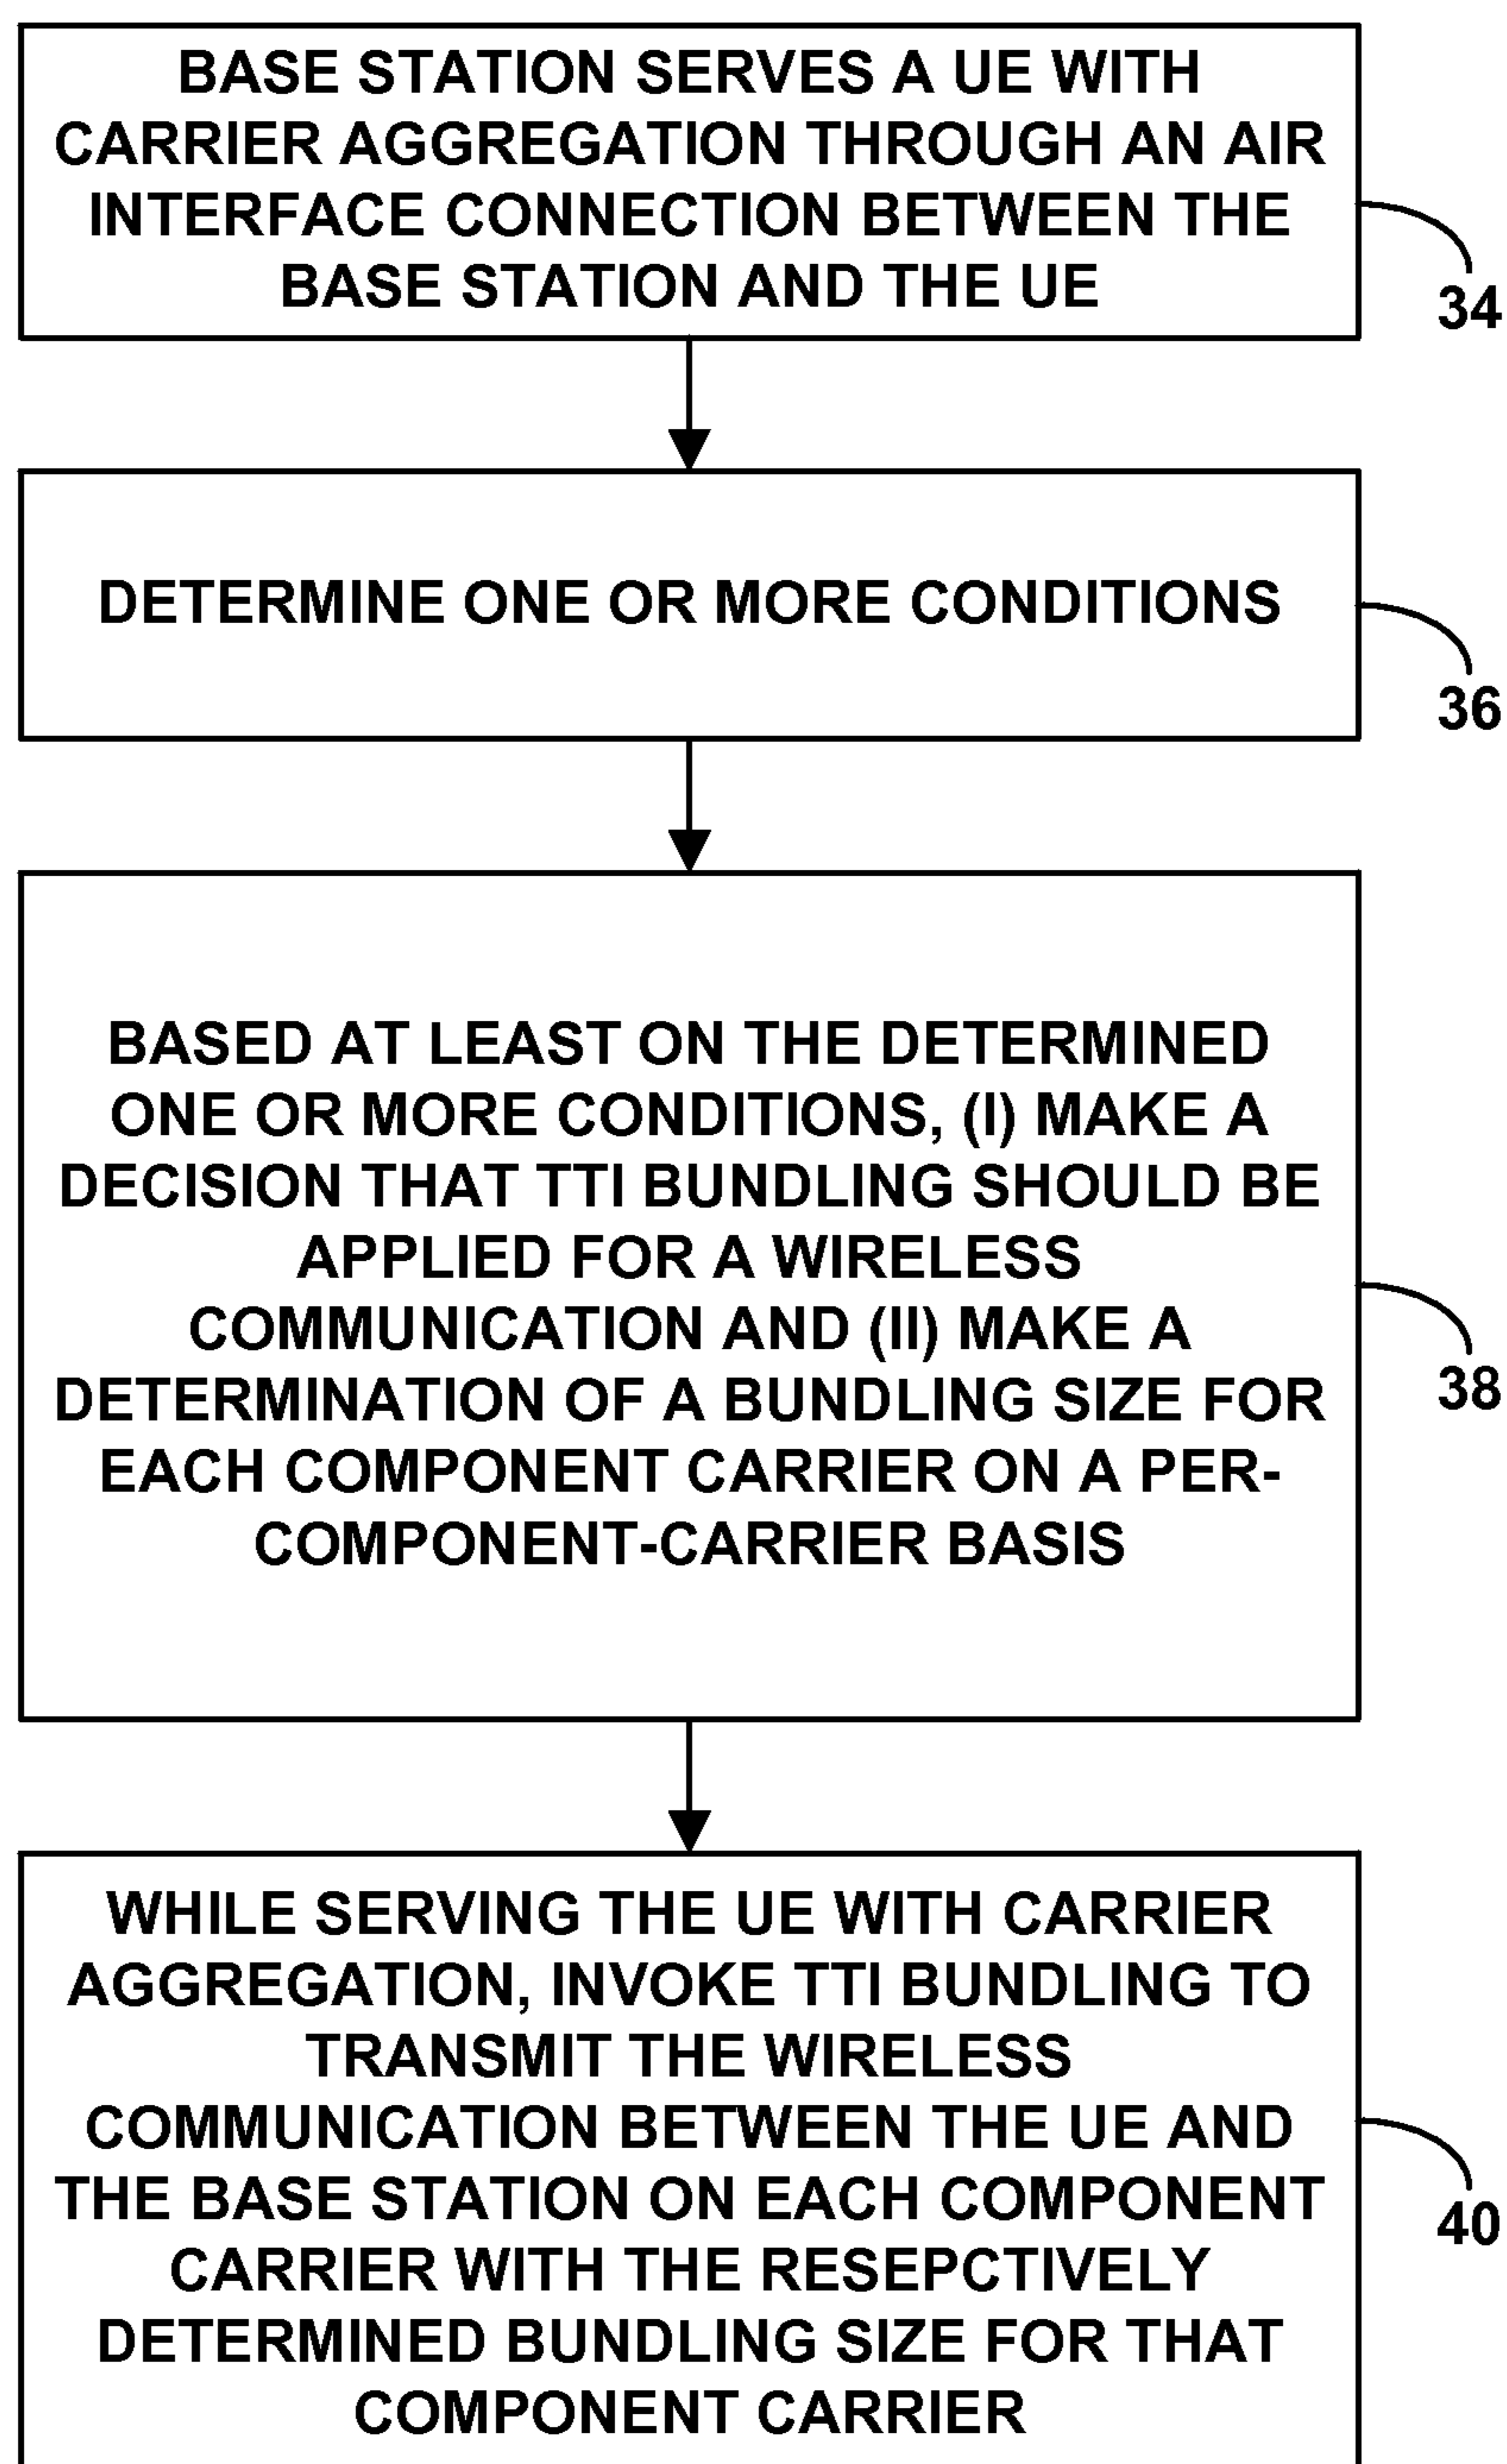 BASE STATION SERVES A UE WITH
CARRIER AGGREGATION THROUGH AN AIR
INTERFACE CONNECTION BETWEEN THE
BASE STATION AND THE UE
34
DETERMINE ONE OR MORE CONDITIONS
36
BASED AT LEAST ON THE DETERMINED
ONE OR MORE CONDITIONS, (I) MAKE A
DECISION THAT TTI BUNDLING SHOULD BE
APPLIED FOR A WIRELESS
COMMUNICATION AND (II) MAKE A
DETERMINATION OF A BUNDLING SIZE FOR
EACH COMPONENT CARRIER ON A PER-
COMPONENT-CARRIER BASIS
38
WHILE SERVING THE UE WITH CARRIER
AGGREGATION, INVOKE TTI BUNDLING TO
TRANSMIT THE WIRELESS
COMMUNICATION BETWEEN THE UE AND
THE BASE STATION ON EACH COMPONENT
CARRIER WITH THE RESEPCTIVELY
DETERMINED BUNDLING SIZE FOR THAT
COMPONENT CARRIER
40